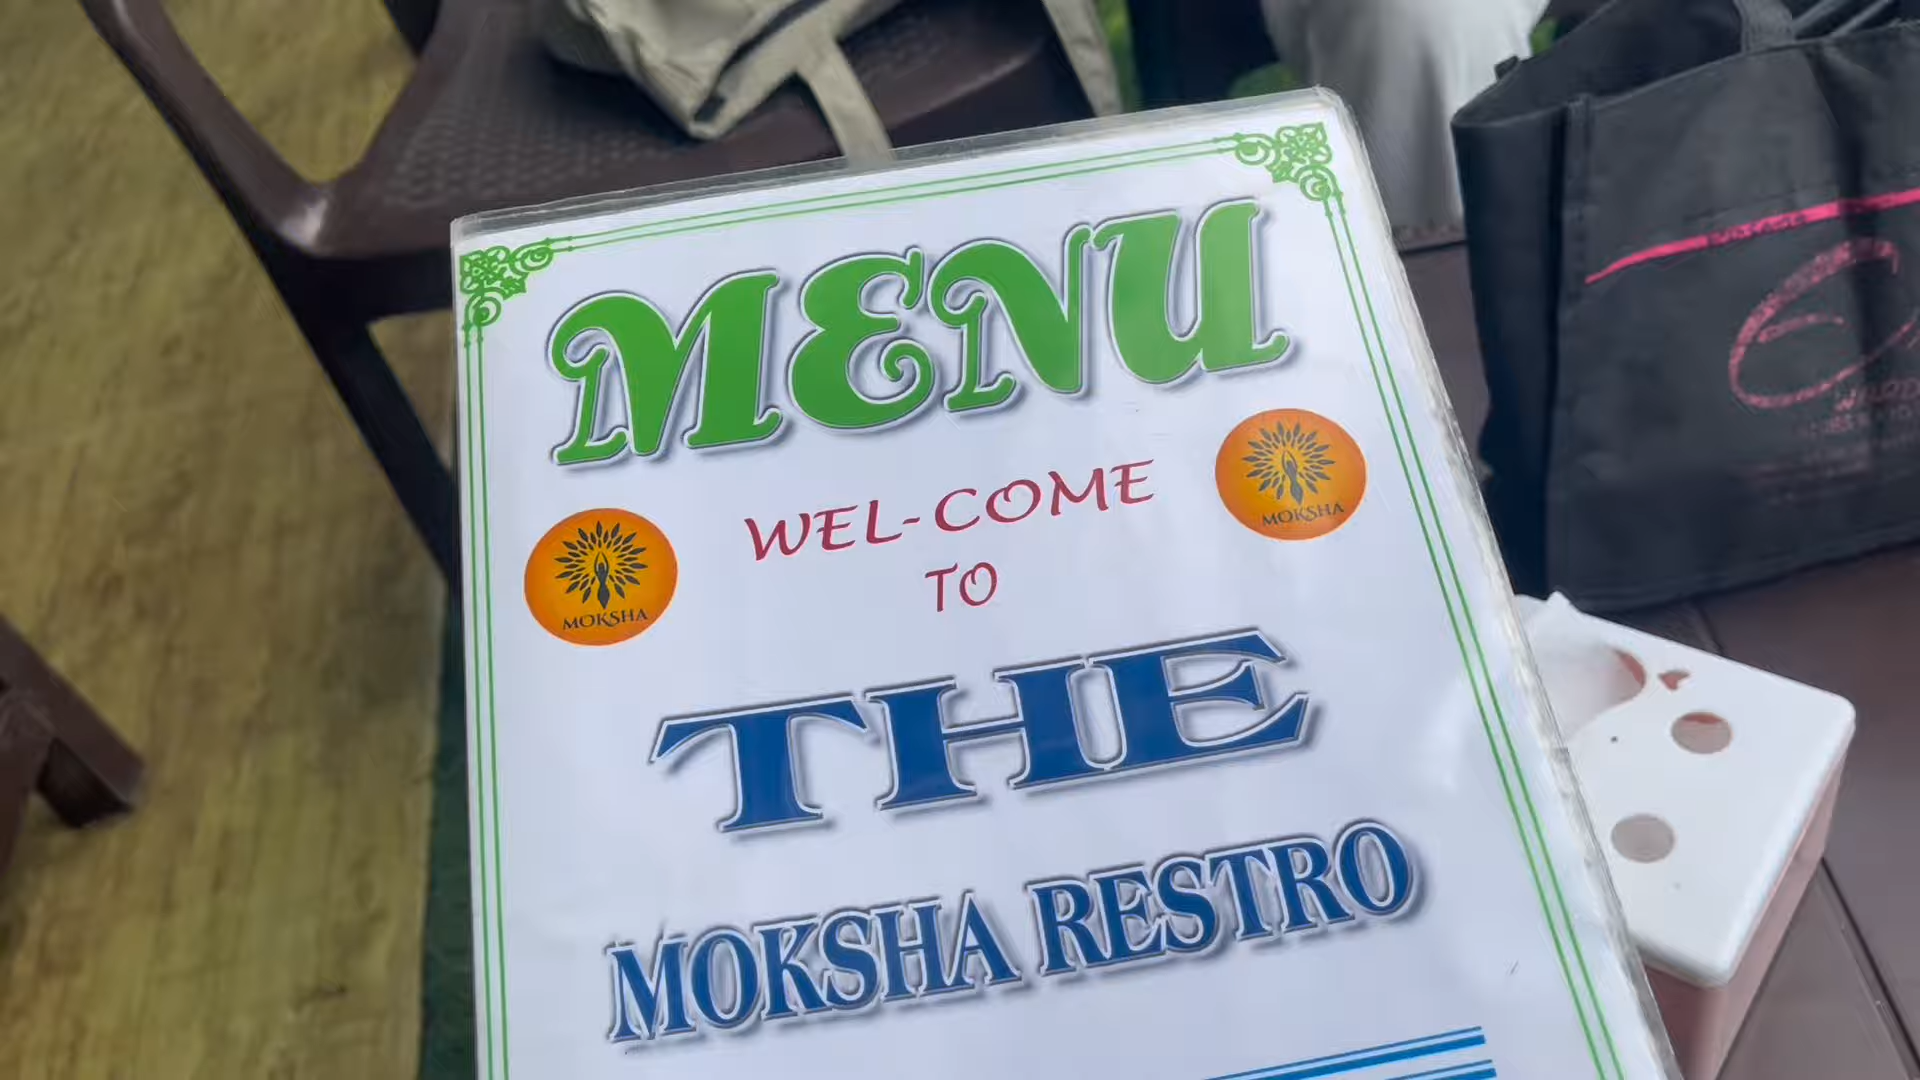 MENU
WEL-COME
TO
MOKSHA
MOKSHA
THE
MOKSHA RESTRO